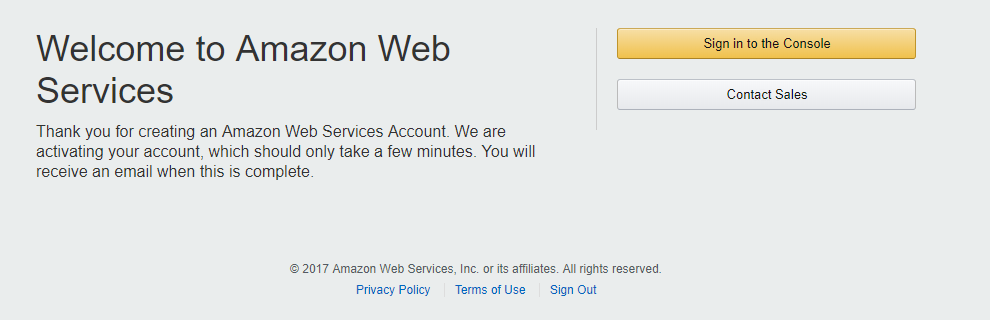 Welcome to Amazon Web
Services
Thank you for creating an Amazon Web Services Account. We are
activating your account, which should only take a few minutes. You will
receive an email when this is complete.
Sign in to the Console
Contact Sales
© 2017 Amazon Web Services, Inc. or its affiliates. All rights reserved.
Privacy Policy Terms of Use Sign Out